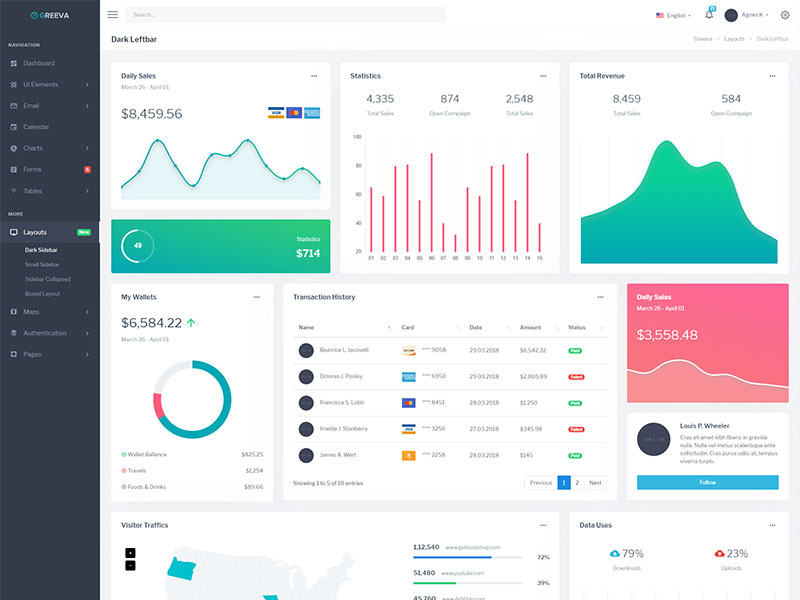 GREEVA
Search...
English
Agnes K
NAVIGATION
Dashboard
UI Elements
Email
Calendar
Charts
Forms
Tables
MORE
Layouts
New
Dark Sidebar
Small Sidebar
Sidebar Collapsed
Boxed Layout
Maps
Authentication
Pages
Dark Leftbar
Greeva
Layouts
Dark Leftbar
Daily Sales
March 26 - April 01
$8,459.56
VISA
49
Statistics
$714
Statistics
4,335
874
2,548
Total Sales
Open Compaign
Total Sales
100
80
60
40
20
01 02 03 04 05 06 07 08 09 10 11 12 13 14 15
Total Revenue
8,459
584
Total Sales
Open Compaign
My Wallets
$6,584.22
March 26 - April 01
Wallet Ballance $825.25
Travels $1,254
Foods & Drinks $89.66
Transaction History
Name Card Date Amount Status
Beatrice L. Iacovelli **** 9058 29.03.2018 $6,542.32 Paid
Dolores J. Pooley **** 6950 29.03.2018 $2,005.89 Failed
Francisca S. Lobb **** 8451 28.03.2018 $1,250 Paid
Imelda J. Stanberry **** 3256 27.03.2018 $345.98 Failed
James A. Wert **** 2258 28.03.2018 $145 Paid
Showing 1 to 5 of 10 entries
Previous 1 2 Next
Daily Sales
March 26 - April 01
$3,558.48
128 × 128
Louis P. Wheeler
Cras sit amet nibh libero, in gravida
nulla. Nulla vel metus scelerisque ante
sollicitudin. Cras purus odio, at, tempus
viverra turpis.
Follow
Visitor Traffics
+
-
1,12,540 www.getbootstrap.com
72%
51,480 www.youtube.com
39%
45,760 www.dribbble.com
Data Uses
79%
23%
Downloads
Uploads